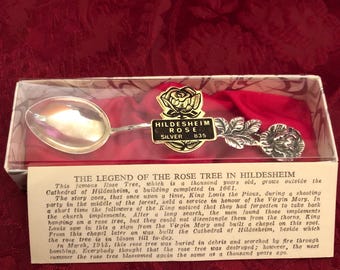 HILDESHEIM
ROSE
SILVER 835
THE LEGEND OF THE ROSE TREE IN HILDESHEIM
This famous Rose Tree, which is a thousand years old, grows outside the
Cathedral of Hildesheim, a building completed in 1061.
The story goes, that once upon a time, King Louis the Pious, during a shooting
party in the middle of the forest, held a service in honour of the Virgin Mary. In
a short time the followers of the King noticed that they had forgotten to take back
the church implements. After a long search, the men found those implements
hanging on a rose tree, but they could not disentangle them from the thorns. King
Louis saw in this a sign from the Virgin Mary and built a chapel on this spot.
From this chapel later on was built the Cathedral of Hildesheim, beside which
the rose tree is in flower till to-day.
In March, 1945, this rose tree was buried in debris and scorched by fire through
bombing. Everybody thought that the rose tree was destroyed; however, the next
summer the rose tree blossomed again the same as a thousand years ago.